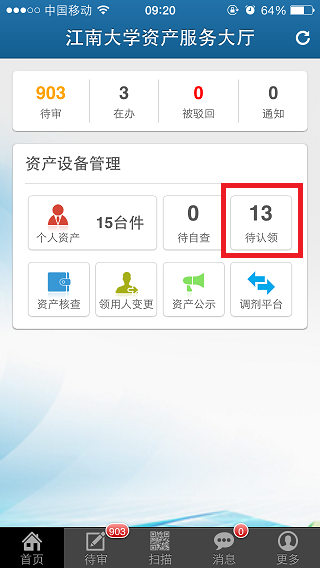 中国移动 09:20 64%
江南大学资产服务大厅
903 3 0 0
待审 在办 被驳回 通知
资产设备管理
15台件 0 13
个人资产 待自查 待认领
资产核查 领用人变更 资产公示 调剂平台
903 0
首页 待审 扫描 消息 更多